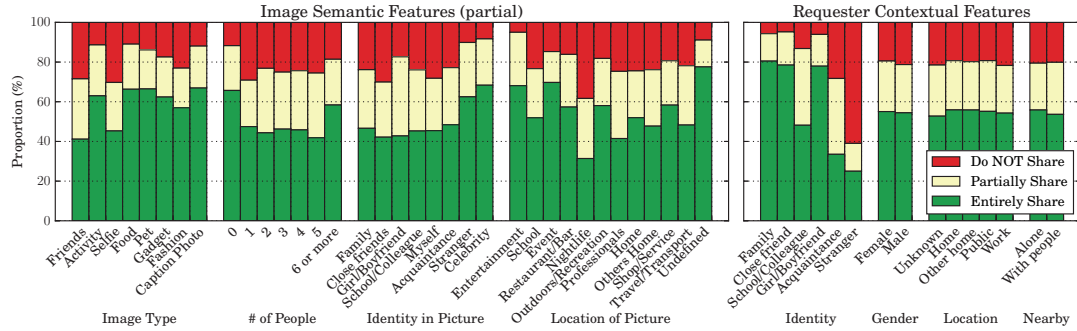 Image Semantic Features (partial)
Requester Contextual Features
Proportion (%)
100
80
60
40
20
0
Do NOT Share
Partially Share
Entirely Share
Friends
Activity
Selfie
Food
Pet
Gadget
Fashion
Caption Photo
0
1
2
3
4
5
6 or more
Family
Close friends
Girl/Boyfriend
School/Colleague
Myself
Acquaintance
Stranger
Celebrity
Entertainment
School
Event
Restaurant/Bar
Nightlife
Outdoors/Recreation
Professionals
Home
Others Home
Shop/Service
Travel/Transport
Undefined
Family
Close friend
School/Colleague
Girl/Boyfriend
Acquaintance
Stranger
Female
Male
Unknown
Home
Other home
Public
Work
Alone
With people
Image Type
# of People
Identity in Picture
Location of Picture
Identity
Gender
Location
Nearby